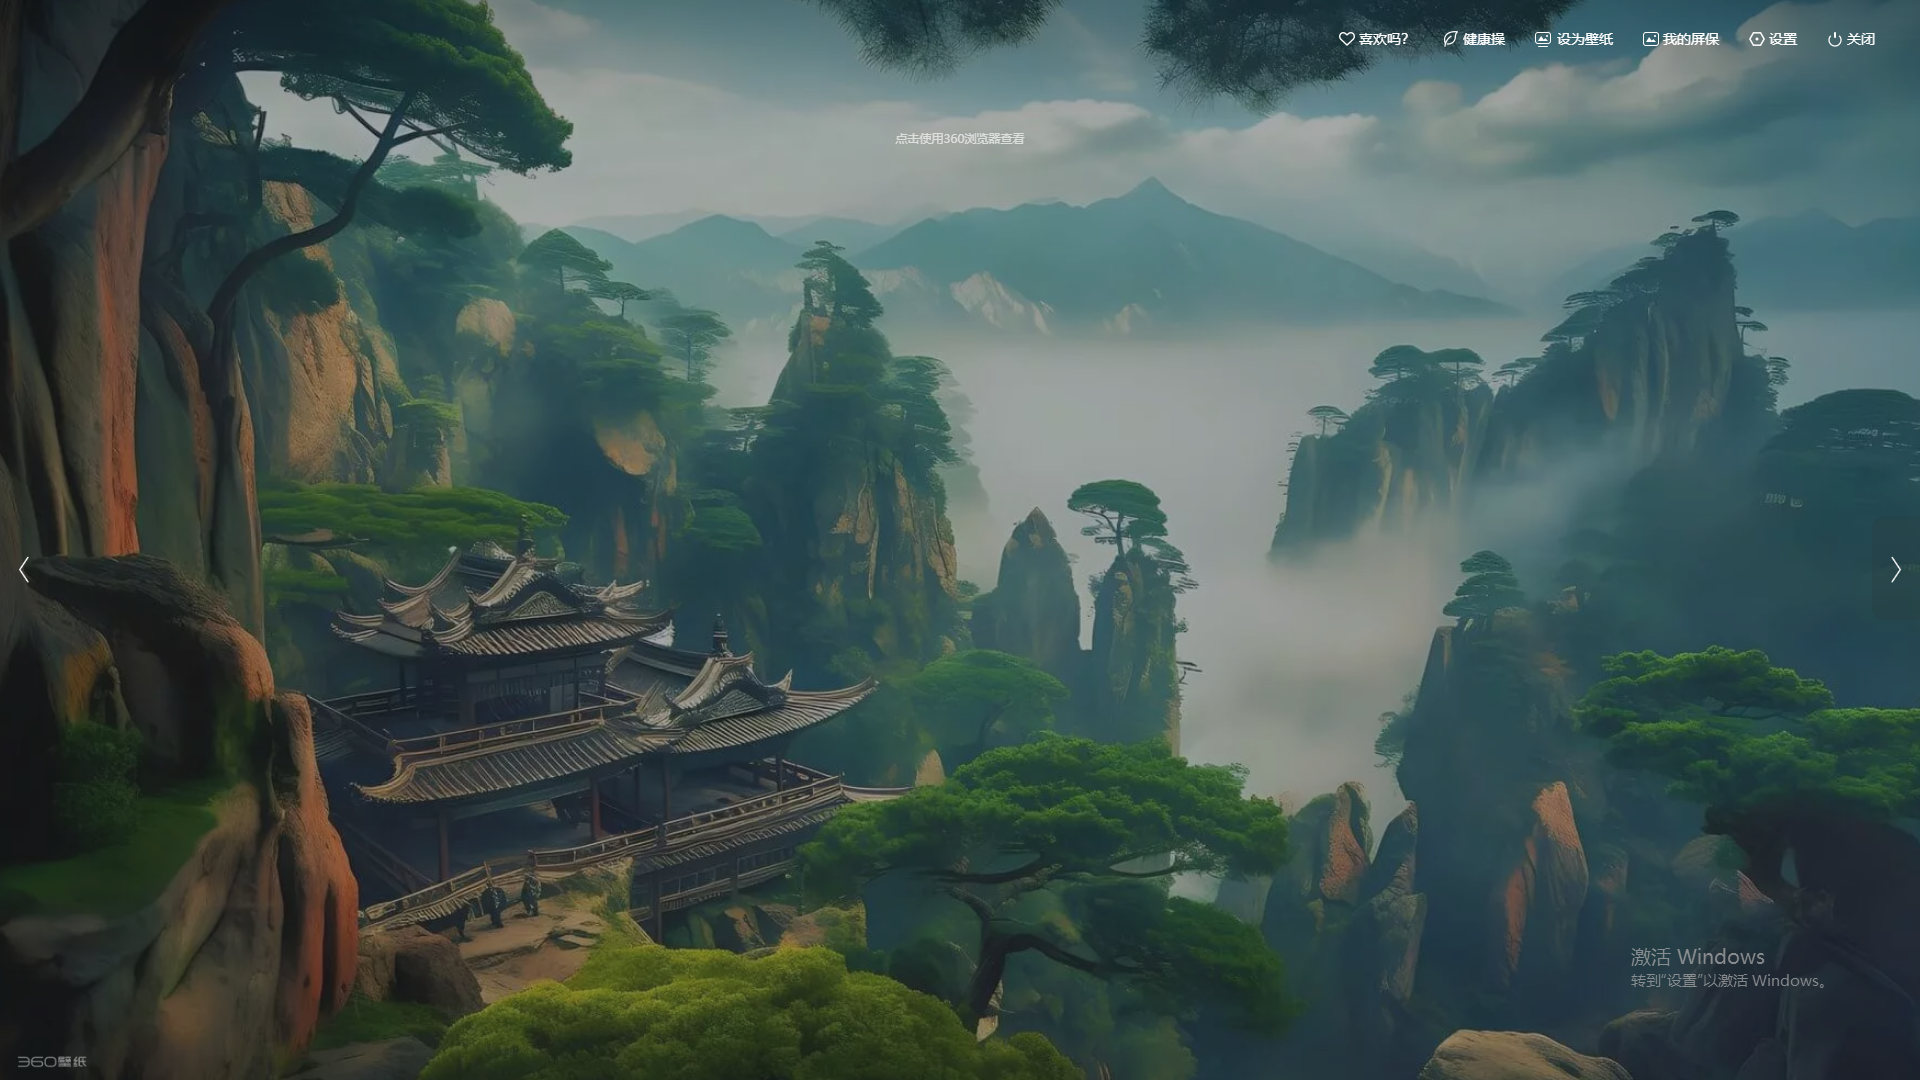 喜欢吗?
健康操
设为壁纸
我的屏保
设置
关闭
点击使用360浏览器查看
激活 Windows
转到"设置"以激活 Windows。
360壁纸